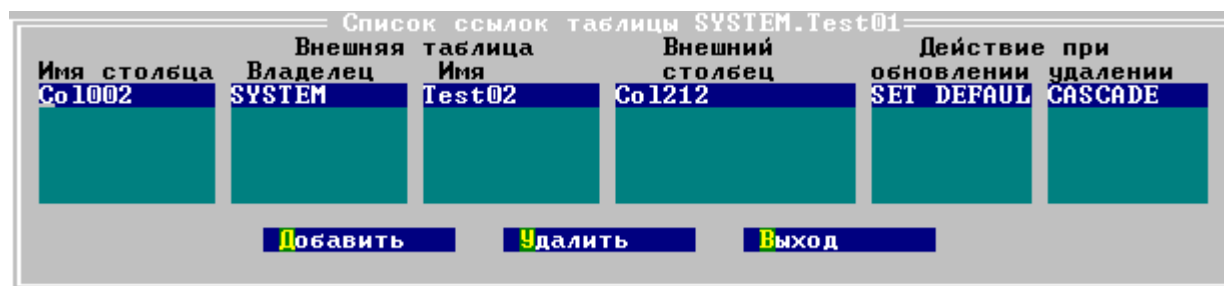 Список ссылок таблицы SYSTEM.Test01
Внешняя таблица Внешний Действие при
Имя столбца Владелец Имя столбец обновлении удалении
Col002 SYSTEM Test02 Col212 SET DEFAUL CASCADE
Добавить Удалить Выход